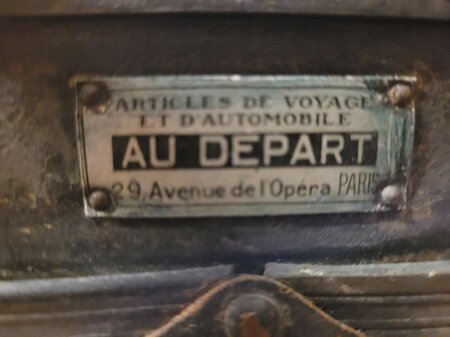 ARTICLES DE VOYAGE
ET D'AUTOMOBILE
AU DEPART
29, Avenue de l'Opéra PARIS